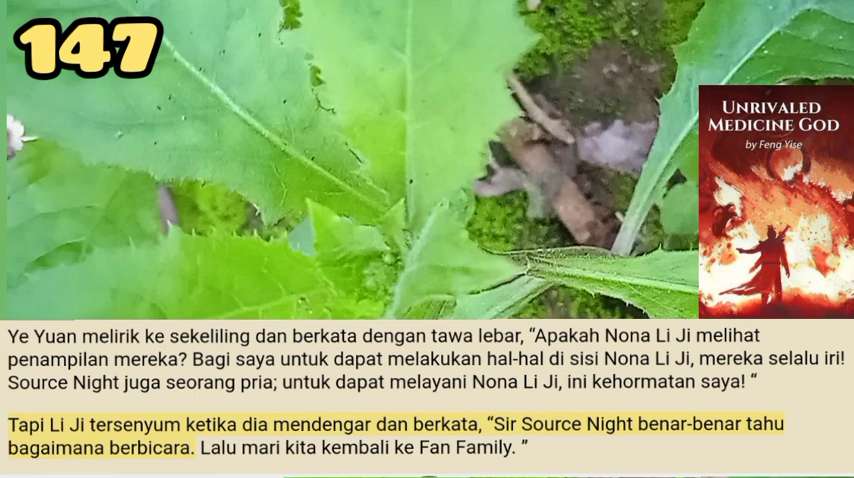 147
UNRIVALED
MEDICINE GOD
by Feng Yise
Ye Yuan melirik ke sekeliling dan berkata dengan tawa lebar, “Apakah Nona Li Ji melihat
penampilan mereka? Bagi saya untuk dapat melakukan hal-hal di sisi Nona Li Ji, mereka selalu iri!
Source Night juga seorang pria; untuk dapat melayani Nona Li Ji, ini kehormatan saya! “
Tapi Li Ji tersenyum ketika dia mendengar dan berkata, “Sir Source Night benar-benar tahu
bagaimana berbicara. Lalu mari kita kembali ke Fan Family. ”